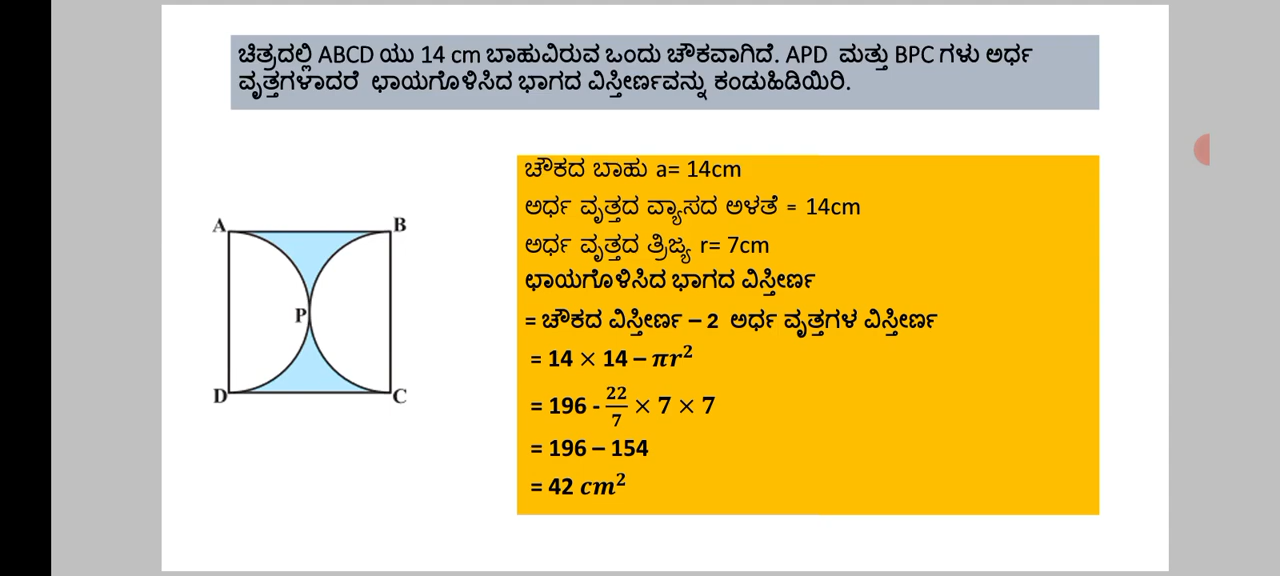 ಚಿತ್ರದಲ್ಲಿ ABCD ಯು 14 cm ಬಾಹುವಿರುವ ಒಂದು ಚೌಕವಾಗಿದೆ. APD ಮತ್ತು BPC ಗಳು ಅರ್ಧ
ವೃತ್ತಗಳಾದರೆ ಛಾಯಗೊಳಿಸಿದ ಭಾಗದ ವಿಸ್ತೀರ್ಣವನ್ನು ಕಂಡುಹಿಡಿಯಿರಿ.
A B
P
D C
ಚೌಕದ ಬಾಹು a= 14cm
ಅರ್ಧ ವೃತ್ತದ ವ್ಯಾಸದ ಅಳತೆ = 14cm
ಅರ್ಧ ವೃತ್ತದ ತ್ರಿಜ್ಯ r= 7cm
ಛಾಯಗೊಳಿಸಿದ ಭಾಗದ ವಿಸ್ತೀರ್ಣ
= ಚೌಕದ ವಿಸ್ತೀರ್ಣ – 2 ಅರ್ಧ ವೃತ್ತಗಳ ವಿಸ್ತೀರ್ಣ
= 14 × 14 – πr²
= 196 - 22/7 × 7 × 7
= 196 – 154
= 42 cm²